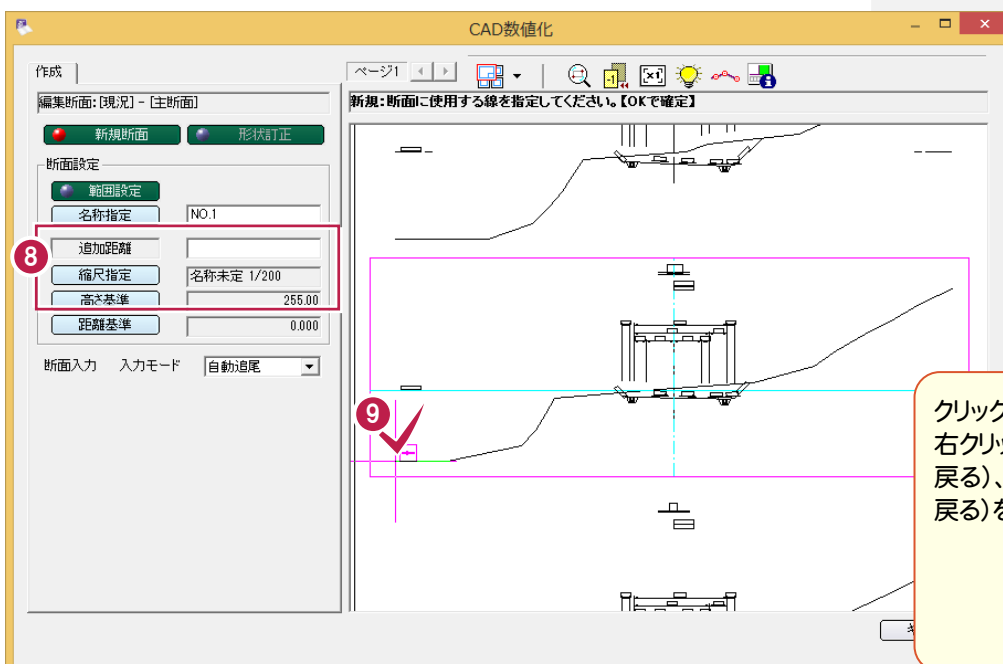 CAD数値化
作成
ページ1
編集断面:[現況] - [主断面]
新規:断面に使用する線を指定してください。【OKで確定】
新規断面
形状訂正
断面設定
範囲設定
名称指定 NO.1
8
追加距離
縮尺指定 名称未定 1/200
高さ基準 255.00
距離基準 0.000
断面入力 入力モード 自動追尾
9
クリック
右クリッ
戻る)、
戻る)を